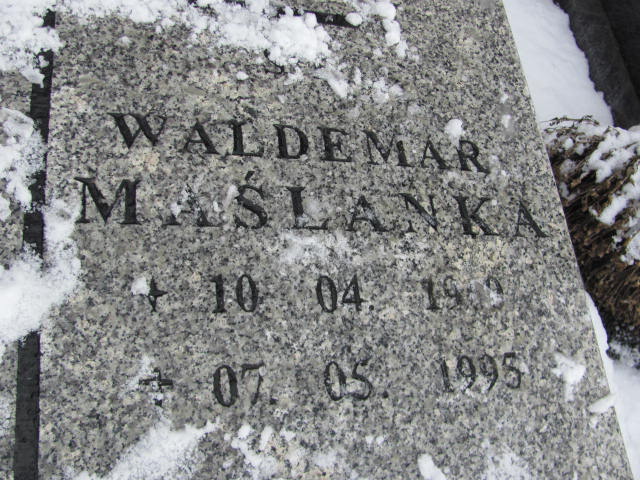 W. WALDEMAR
MAŚLANKA
10. 04.
07. 05. 1995